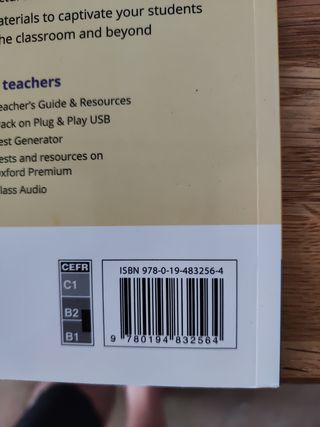 aterials to captivate your students
he classroom and beyond
teachers
eacher's Guide & Resources
ack on Plug & Play USB
est Generator
ests and resources on
xford Premium
lass Audio
CEFR
C1
B2
B1
ISBN 978-0-19-483256-4
9 780194 832564